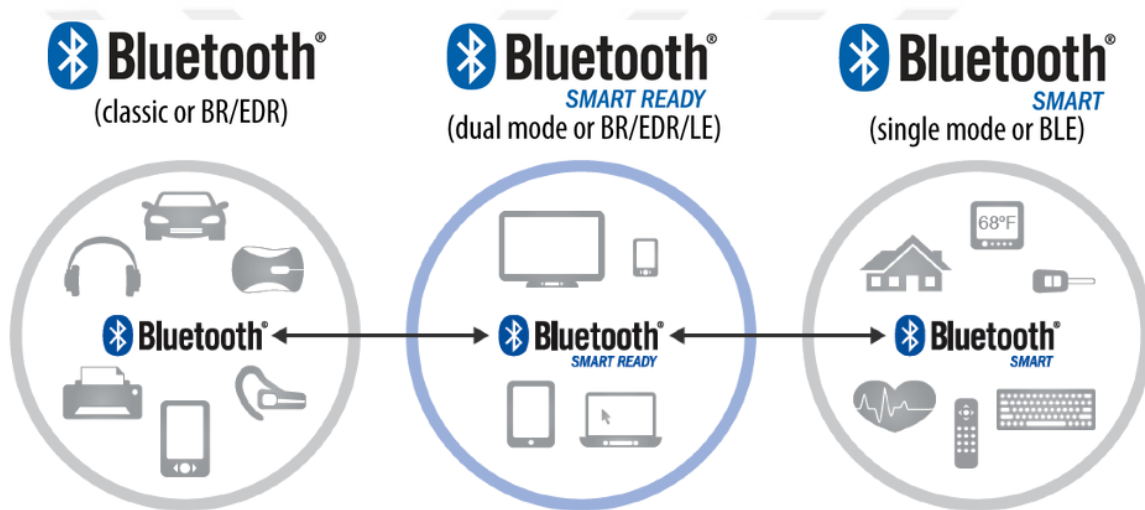 Bluetooth®
(classic or BR/EDR)
Bluetooth®
SMART READY
(dual mode or BR/EDR/LE)
Bluetooth®
SMART
(single mode or BLE)
68ºF
Bluetooth®
Bluetooth®
SMART READY
Bluetooth®
SMART